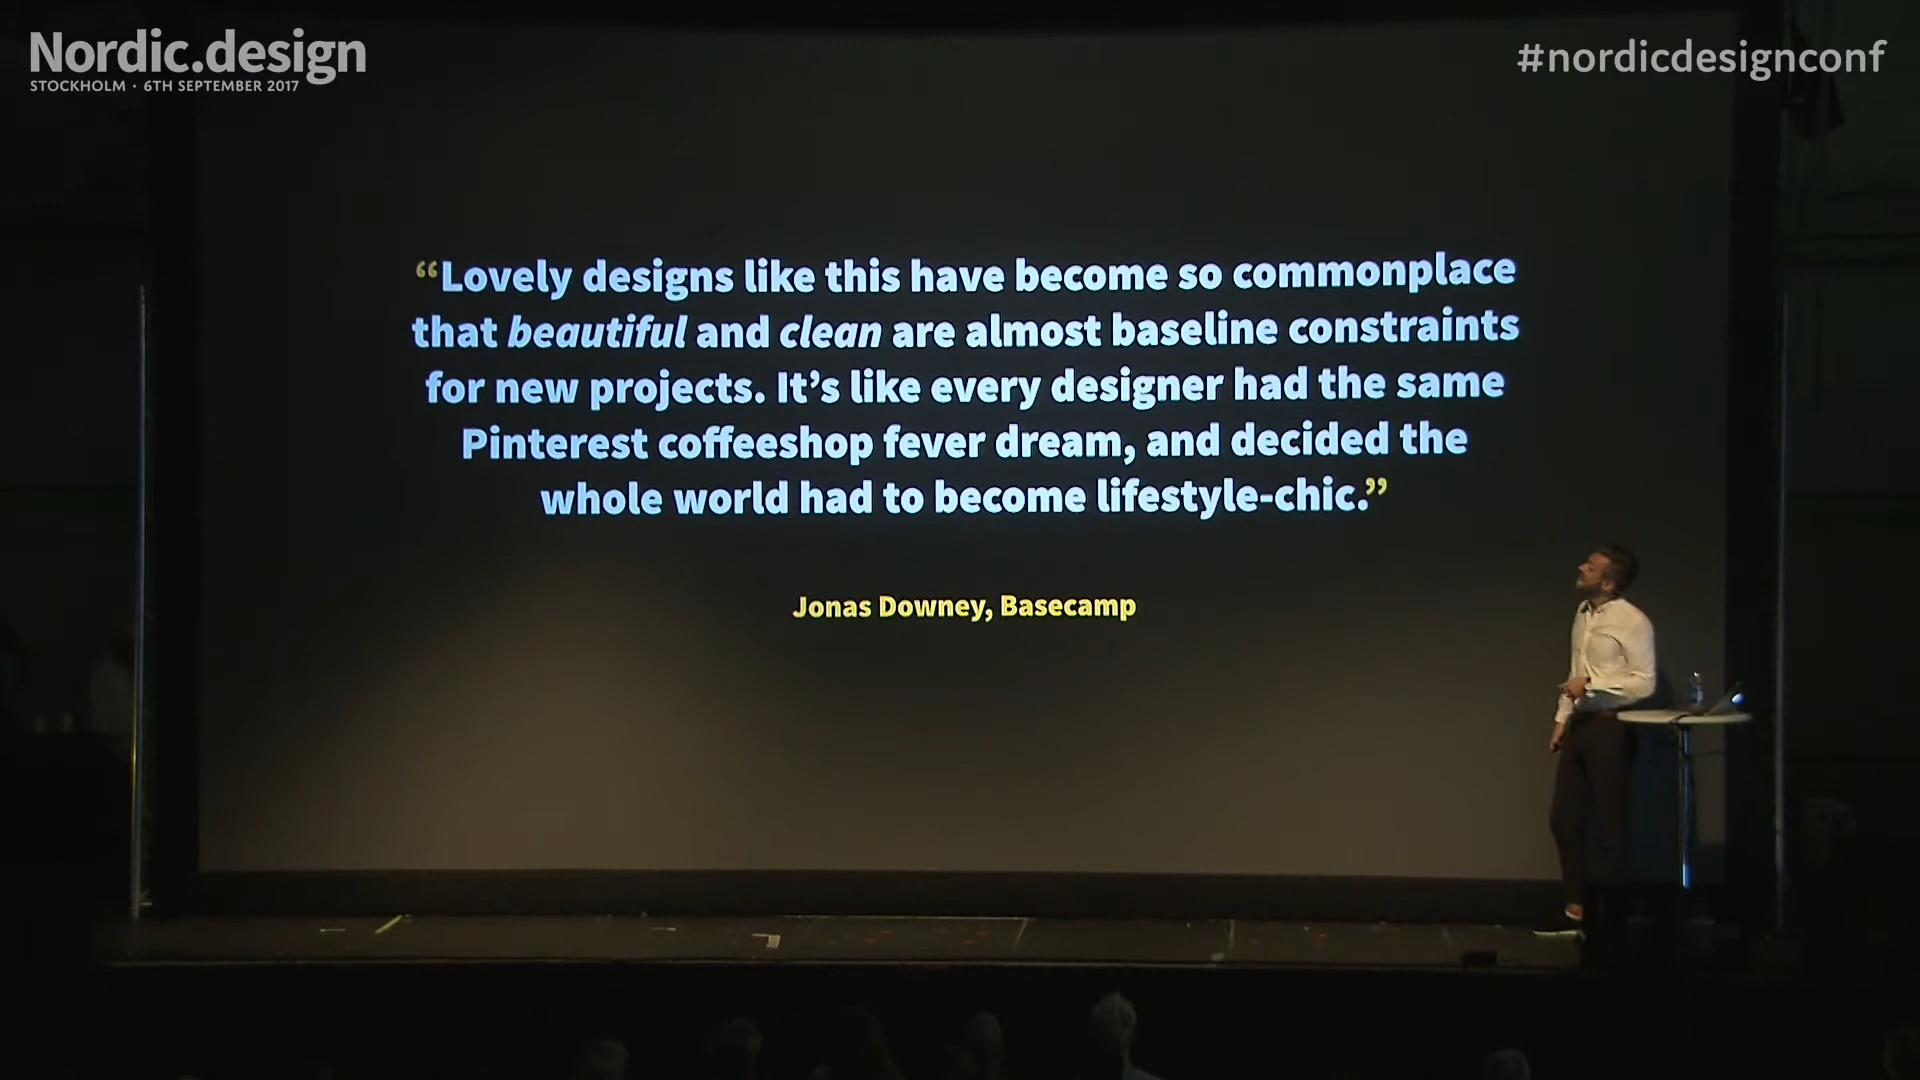 Nordic.design
STOCKHOLM · 6TH SEPTEMBER 2017
#nordicdesignconf
“Lovely designs like this have become so commonplace
that beautiful and clean are almost baseline constraints
for new projects. It’s like every designer had the same
Pinterest coffeeshop fever dream, and decided the
whole world had to become lifestyle-chic.”
Jonas Downey, Basecamp